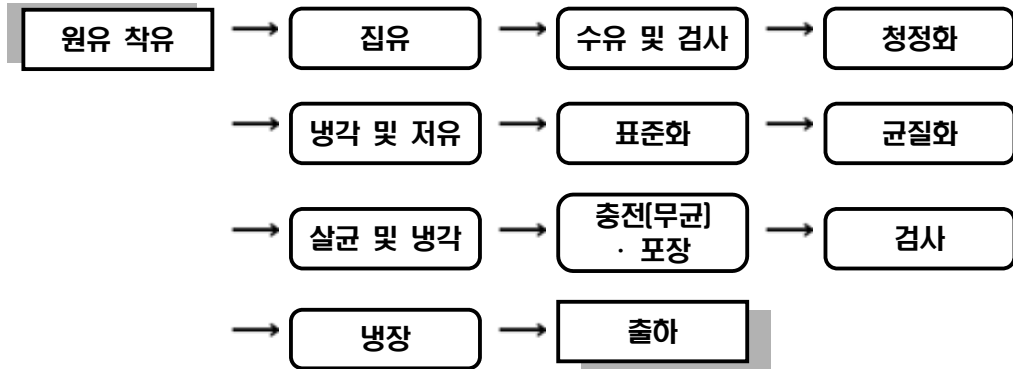 원유 착유 → 집유 → 수유 및 검사 → 청정화
→ 냉각 및 저유 → 표준화 → 균질화
→ 살균 및 냉각 → 충전(무균) · 포장 → 검사
→ 냉장 → 출하